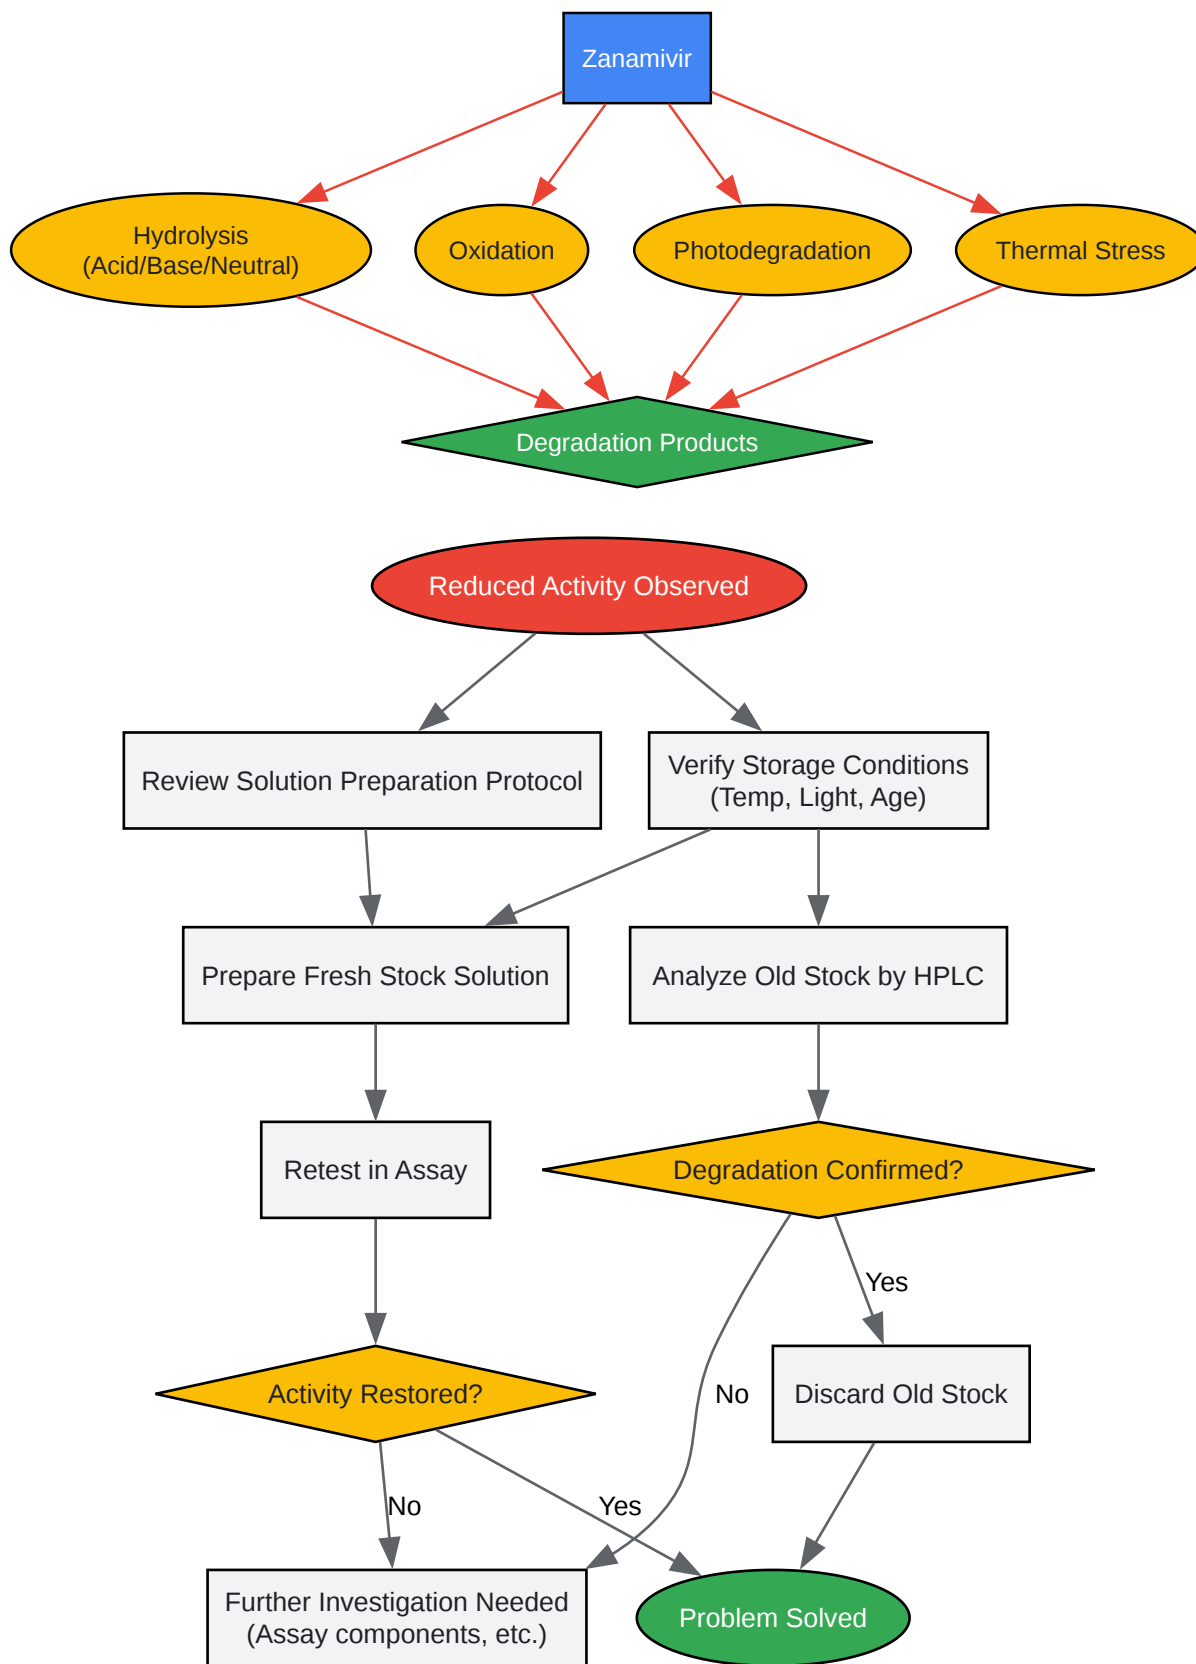 Zanamivir
Hydrolysis
(Acid/Base/Neutral)
Oxidation
Photodegradation
Thermal Stress
Degradation Products
Reduced Activity Observed
Review Solution Preparation Protocol
Verify Storage Conditions
(Temp, Light, Age)
Prepare Fresh Stock Solution
Analyze Old Stock by HPLC
Retest in Assay
Degradation Confirmed?
Yes
Activity Restored?
No
Discard Old Stock
No
Yes
Further Investigation Needed
(Assay components, etc.)
Problem Solved